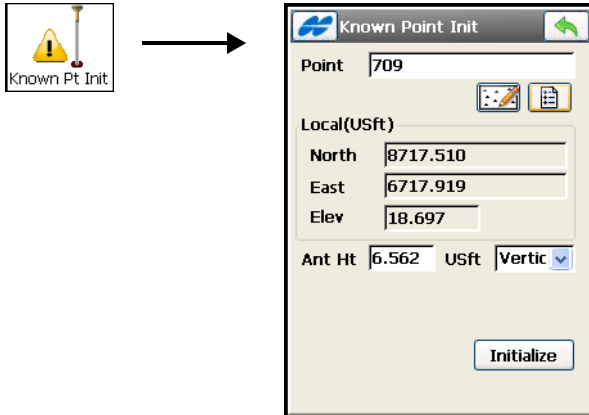 Known Pt Init
Known Point Init
Point 709
Local(USft)
North 8717.510
East 6717.919
Elev 18.697
Ant Ht 6.562 USft Vertic
Initialize